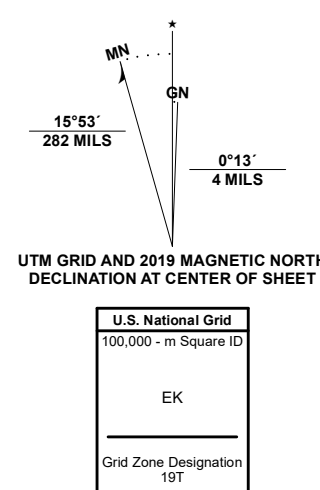 ★
MN
GN
15°53´
282 MILS
0°13´
4 MILS
UTM GRID AND 2019 MAGNETIC NORTH
DECLINATION AT CENTER OF SHEET
U.S. National Grid
100,000 - m Square ID
EK
Grid Zone Designation
19T